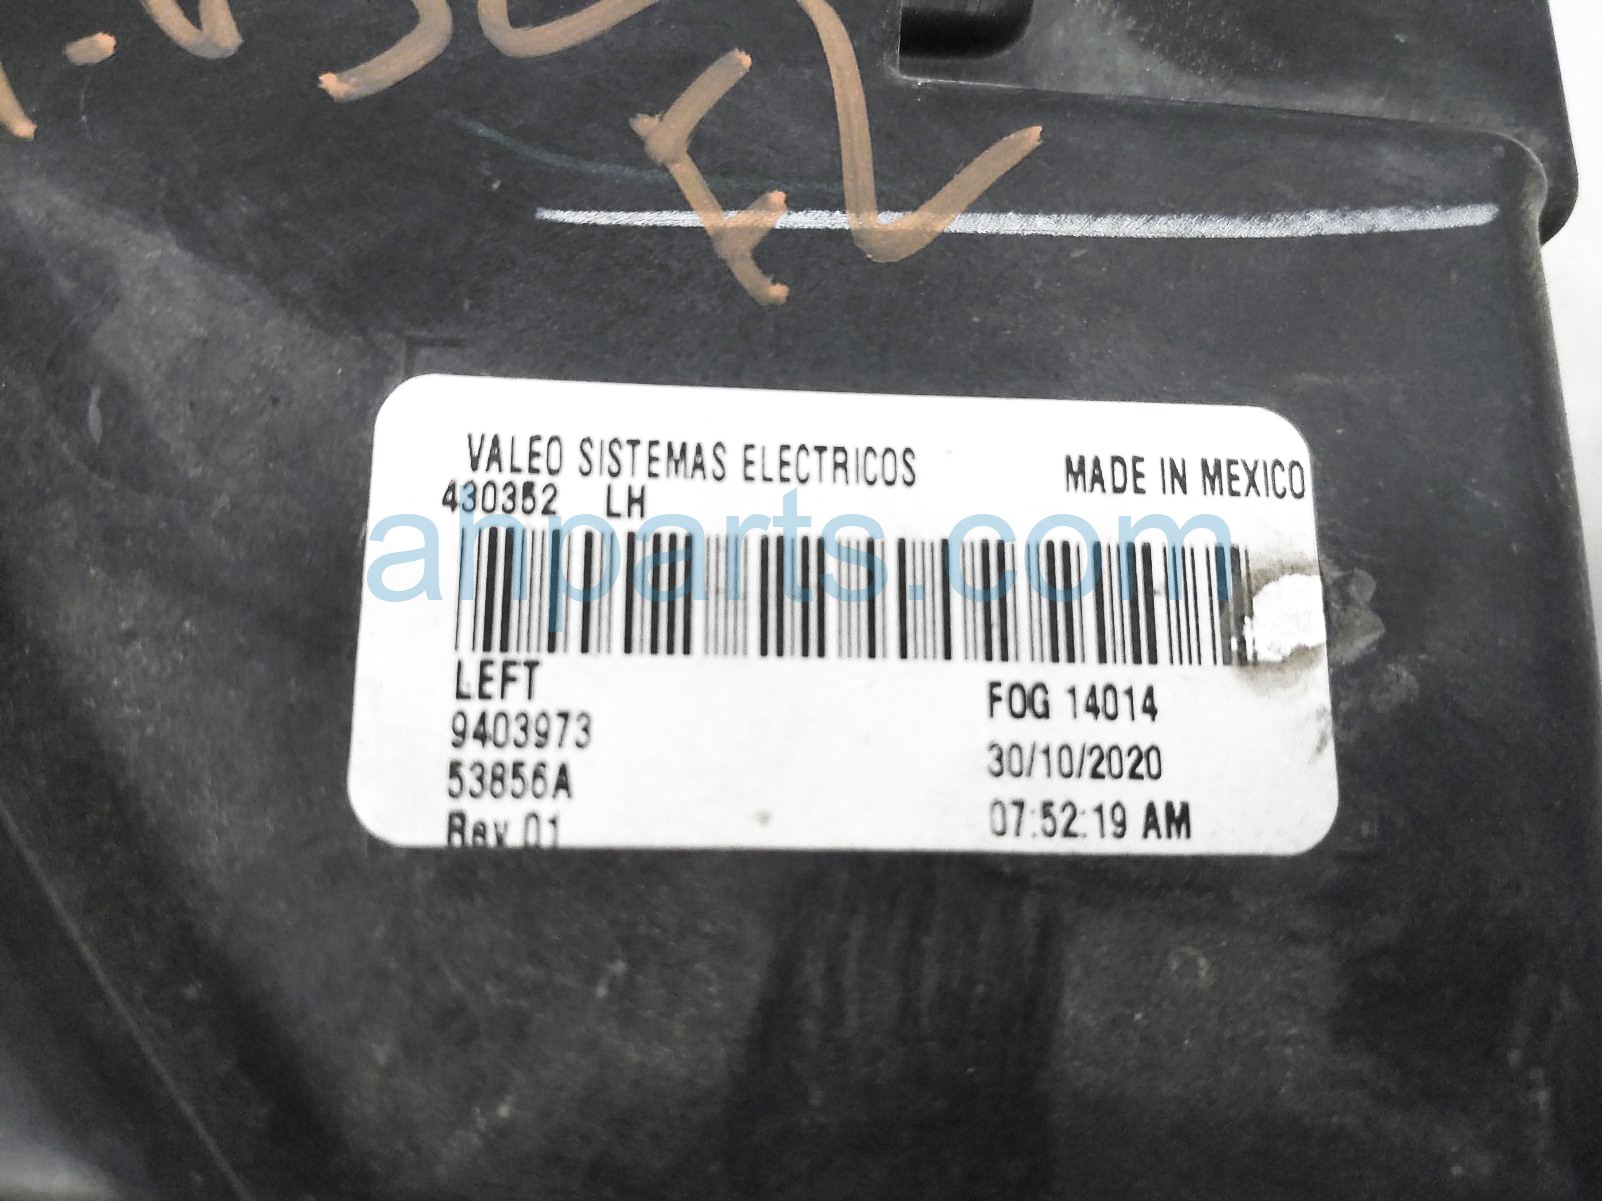 VALEO SISTEMAS ELECTRICOS MADE IN MEXICO
430352 LH
ahparts.com
LEFT
9403973 FOG 14014
53856A 30/10/2020
Rev 01 07:52:19 AM